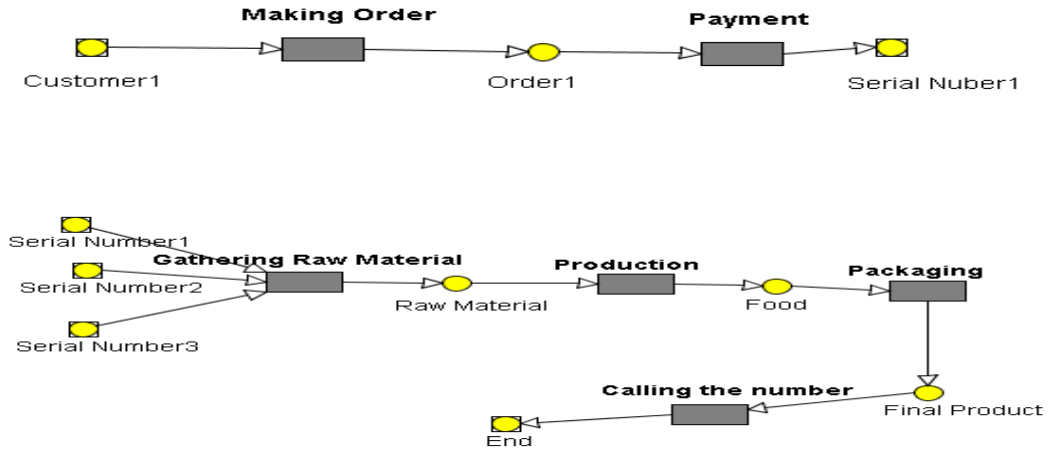 Making Order
Payment
Customer1
Order1
Serial Nuber1
Serial Number1
Gathering Raw Material
Production
Packaging
Serial Number2
Raw Material
Food
Serial Number3
Calling the number
Final Product
End